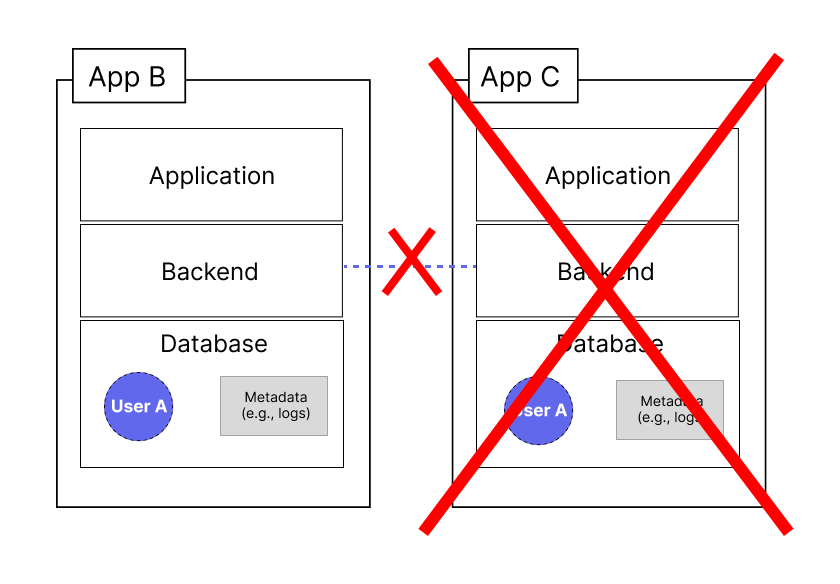 App B
App C
Application
Application
Backend
Backend
Database
Database
User A
Metadata
(e.g., logs)
User A
Metadata
(e.g., logs)